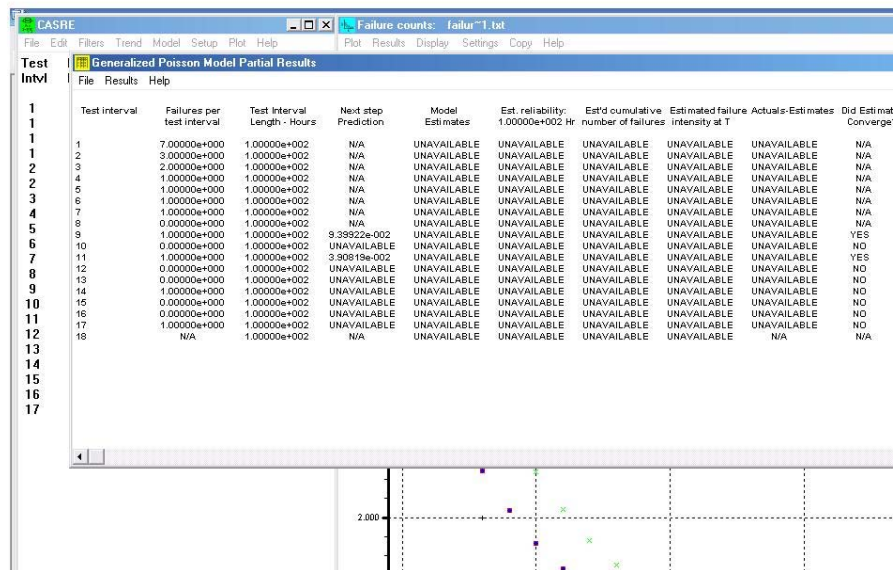 CASRE
Failure counts: failur~1.txt
File Edit Filters Trend Model Setup Plot Help
Plot Results Display Settings Copy Help
Test
Intvl
1
1
1
1
2
2
3
4
5
6
7
8
9
10
11
12
13
14
15
16
17
Generalized Poisson Model Partial Results
File Results Help
Test interval Failures per Test Interval Next step Model Est. reliability: Est'd cumulative Estimated failure Actuals-Estimates Did Estimat
test interval Length - Hours Prediction Estimates 1.00000e+002 Hr number of failures intensity at T Converge?
1 7.00000e+000 1.00000e+002 N/A UNAVAILABLE UNAVAILABLE UNAVAILABLE UNAVAILABLE UNAVAILABLE N/A
2 3.00000e+000 1.00000e+002 N/A UNAVAILABLE UNAVAILABLE UNAVAILABLE UNAVAILABLE UNAVAILABLE N/A
3 2.00000e+000 1.00000e+002 N/A UNAVAILABLE UNAVAILABLE UNAVAILABLE UNAVAILABLE UNAVAILABLE N/A
4 1.00000e+000 1.00000e+002 N/A UNAVAILABLE UNAVAILABLE UNAVAILABLE UNAVAILABLE UNAVAILABLE N/A
5 1.00000e+000 1.00000e+002 N/A UNAVAILABLE UNAVAILABLE UNAVAILABLE UNAVAILABLE UNAVAILABLE N/A
6 1.00000e+000 1.00000e+002 N/A UNAVAILABLE UNAVAILABLE UNAVAILABLE UNAVAILABLE UNAVAILABLE N/A
7 1.00000e+000 1.00000e+002 N/A UNAVAILABLE UNAVAILABLE UNAVAILABLE UNAVAILABLE UNAVAILABLE N/A
8 0.00000e+000 1.00000e+002 N/A UNAVAILABLE UNAVAILABLE UNAVAILABLE UNAVAILABLE UNAVAILABLE N/A
9 1.00000e+000 1.00000e+002 9.39922e-002 UNAVAILABLE UNAVAILABLE UNAVAILABLE UNAVAILABLE UNAVAILABLE YES
10 0.00000e+000 1.00000e+002 UNAVAILABLE UNAVAILABLE UNAVAILABLE UNAVAILABLE UNAVAILABLE UNAVAILABLE NO
11 1.00000e+000 1.00000e+002 3.90819e-002 UNAVAILABLE UNAVAILABLE UNAVAILABLE UNAVAILABLE UNAVAILABLE YES
12 0.00000e+000 1.00000e+002 UNAVAILABLE UNAVAILABLE UNAVAILABLE UNAVAILABLE UNAVAILABLE UNAVAILABLE NO
13 0.00000e+000 1.00000e+002 UNAVAILABLE UNAVAILABLE UNAVAILABLE UNAVAILABLE UNAVAILABLE UNAVAILABLE NO
14 1.00000e+000 1.00000e+002 UNAVAILABLE UNAVAILABLE UNAVAILABLE UNAVAILABLE UNAVAILABLE UNAVAILABLE NO
15 0.00000e+000 1.00000e+002 UNAVAILABLE UNAVAILABLE UNAVAILABLE UNAVAILABLE UNAVAILABLE UNAVAILABLE NO
16 0.00000e+000 1.00000e+002 UNAVAILABLE UNAVAILABLE UNAVAILABLE UNAVAILABLE UNAVAILABLE UNAVAILABLE NO
17 1.00000e+000 1.00000e+002 UNAVAILABLE UNAVAILABLE UNAVAILABLE UNAVAILABLE UNAVAILABLE UNAVAILABLE NO
18 N/A 1.00000e+002 N/A UNAVAILABLE UNAVAILABLE UNAVAILABLE UNAVAILABLE N/A N/A
2.000